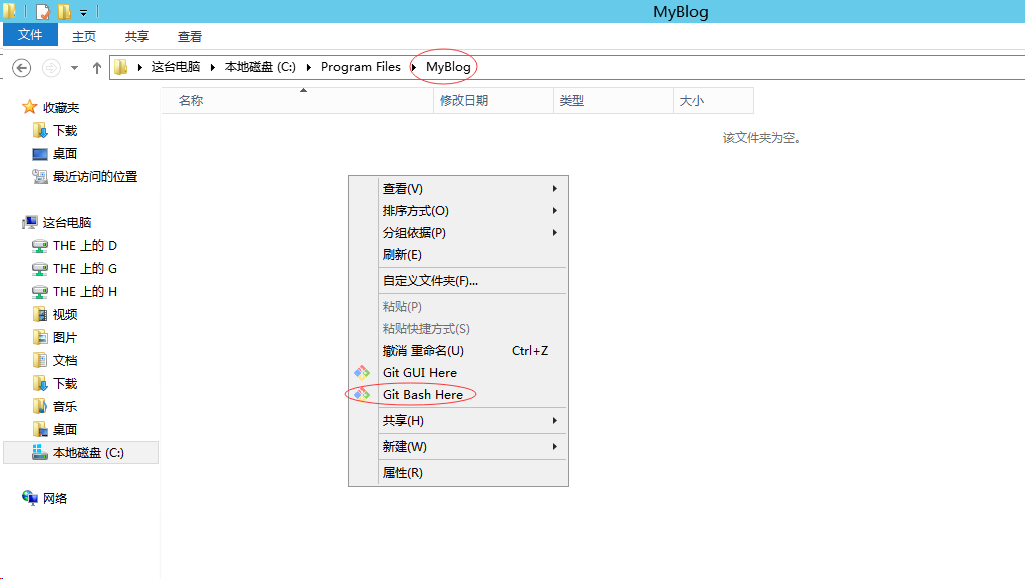 MyBlog
文件 主页 共享 查看
这台电脑 本地磁盘 (C:) Program Files MyBlog
名称 修改日期 类型 大小
该文件夹为空。
收藏夹
下载
桌面
最近访问的位置
这台电脑
THE 上的 D
THE 上的 G
THE 上的 H
视频
图片
文档
下载
音乐
桌面
本地磁盘 (C:)
网络
查看(V)
排序方式(O)
分组依据(P)
刷新(E)
自定义文件夹(F)...
粘贴(P)
粘贴快捷方式(S)
撤消 重命名(U) Ctrl+Z
Git GUI Here
Git Bash Here
共享(H)
新建(W)
属性(R)